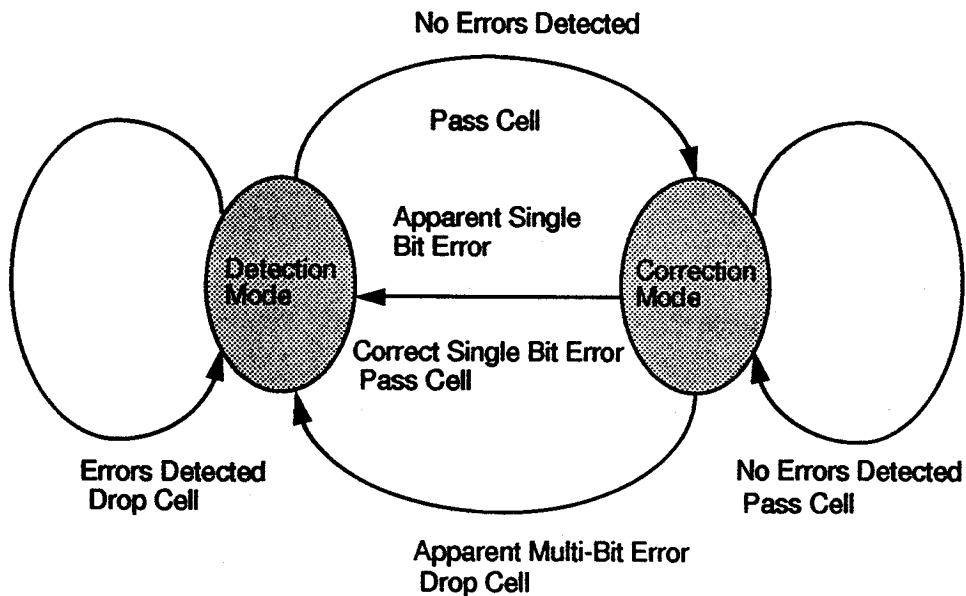 No Errors Detected
Pass Cell
Apparent Single
Bit Error
Detection
Mode
Correction
Mode
Correct Single Bit Error
Pass Cell
Errors Detected
Drop Cell
No Errors Detected
Pass Cell
Apparent Multi-Bit Error
Drop Cell